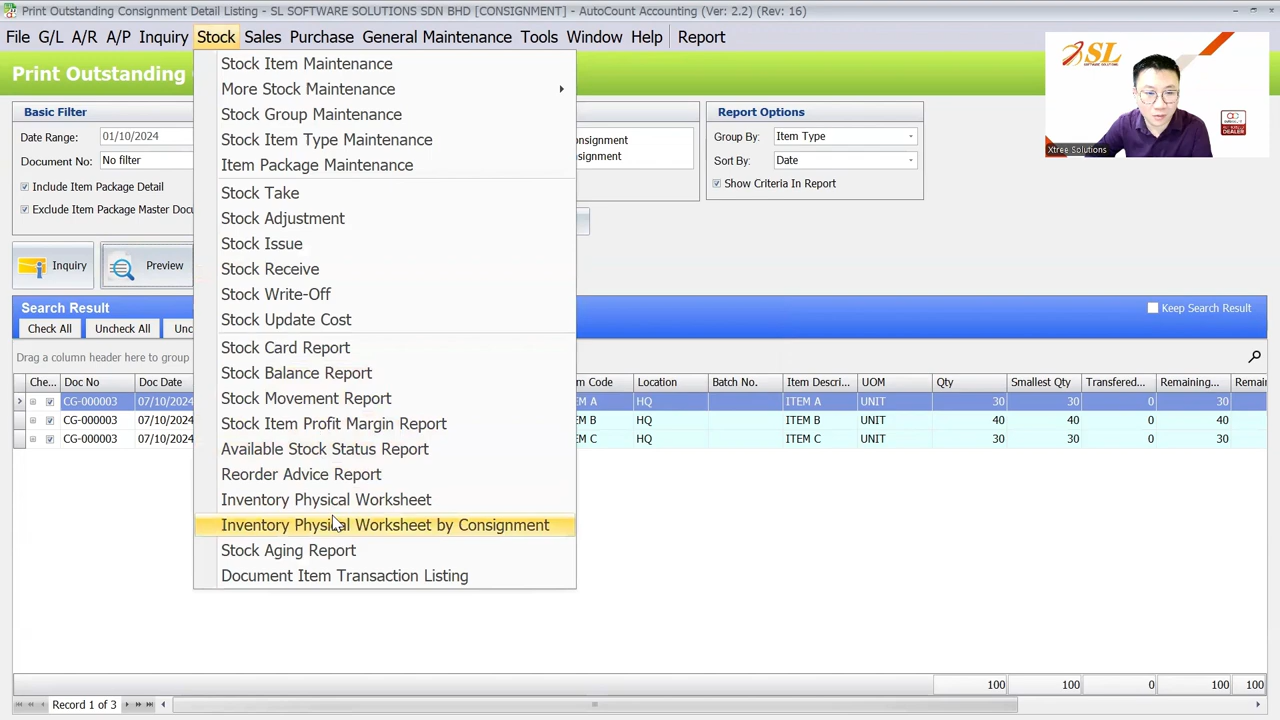 Print Outstanding Consignment Detail Listing - SL SOFTWARE SOLUTIONS SDN BHD [CONSIGNMENT] - AutoCount Accounting (Ver: 2.2) (Rev: 16)
File G/L A/R A/P Inquiry Stock Sales Purchase General Maintenance Tools Window Help Report
Print Outstanding
Stock Item Maintenance
More Stock Maintenance
Stock Group Maintenance
Stock Item Type Maintenance
Item Package Maintenance
Stock Take
Stock Adjustment
Stock Issue
Stock Receive
Stock Write-Off
Stock Update Cost
Stock Card Report
Stock Balance Report
Stock Movement Report
Stock Item Profit Margin Report
Available Stock Status Report
Reorder Advice Report
Inventory Physical Worksheet
Inventory Physical Worksheet by Consignment
Stock Aging Report
Document Item Transaction Listing
Basic Filter
Date Range: 01/10/2024
Document No: No filter
Include Item Package Detail
Exclude Item Package Master Docu
onsignment
signment
Report Options
Group By: Item Type
Sort By: Date
Show Criteria In Report
SL
SOFTWARE SOLUTIONS
Xtree Solutions
DEALER
Inquiry Preview
Search Result
Keep Search Result
Check All Uncheck All Unc
Drag a column header here to group
Che... Doc No Doc Date m Code Location Batch No. Item Descri... UOM Qty Smallest Qty Transfered... Remaining... Remain
CG-000003 07/10/2024 EM A HQ ITEM A UNIT 30 30 0 30
CG-000003 07/10/2024 EM B HQ ITEM B UNIT 40 40 0 40
CG-000003 07/10/2024 EM C HQ ITEM C UNIT 30 30 0 30
100 100 0 100 100
Record 1 of 3